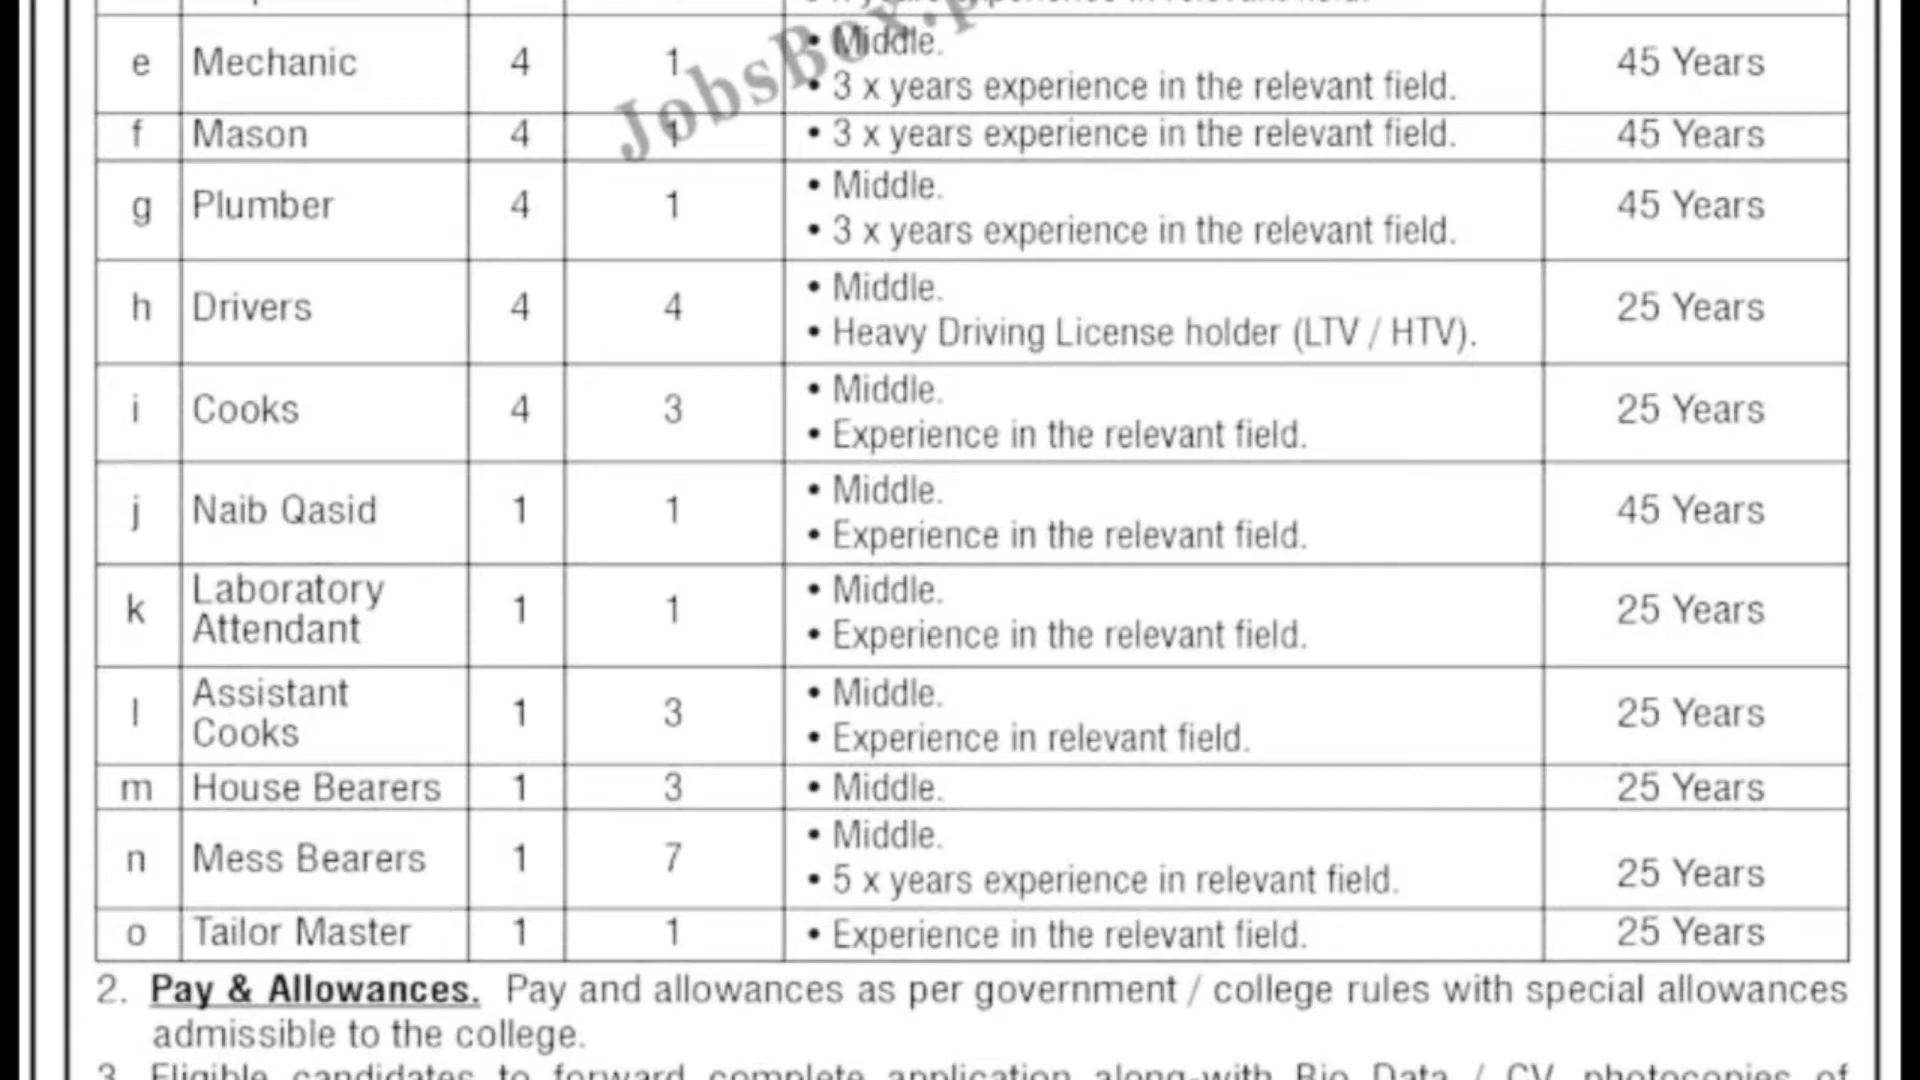 experience in relevant field.
e Mechanic 4 1 • Middle. 45 Years
• 3 x years experience in the relevant field.
f Mason 4 1 • 3 x years experience in the relevant field. 45 Years
g Plumber 4 1 • Middle. 45 Years
• 3 x years experience in the relevant field.
h Drivers 4 4 • Middle. 25 Years
• Heavy Driving License holder (LTV / HTV).
i Cooks 4 3 • Middle. 25 Years
• Experience in the relevant field.
j Naib Qasid 1 1 • Middle. 45 Years
• Experience in the relevant field.
k Laboratory Attendant 1 1 • Middle. 25 Years
• Experience in the relevant field.
l Assistant Cooks 1 3 • Middle. 25 Years
• Experience in relevant field.
m House Bearers 1 3 • Middle. 25 Years
n Mess Bearers 1 7 • Middle. 25 Years
• 5 x years experience in relevant field.
o Tailor Master 1 1 • Experience in the relevant field. 25 Years
2. Pay & Allowances. Pay and allowances as per government / college rules with special allowances
admissible to the college.
3. Eligible candidates to forward complete application along-with Bio Data / CV, photocopies of
JobsBox.p